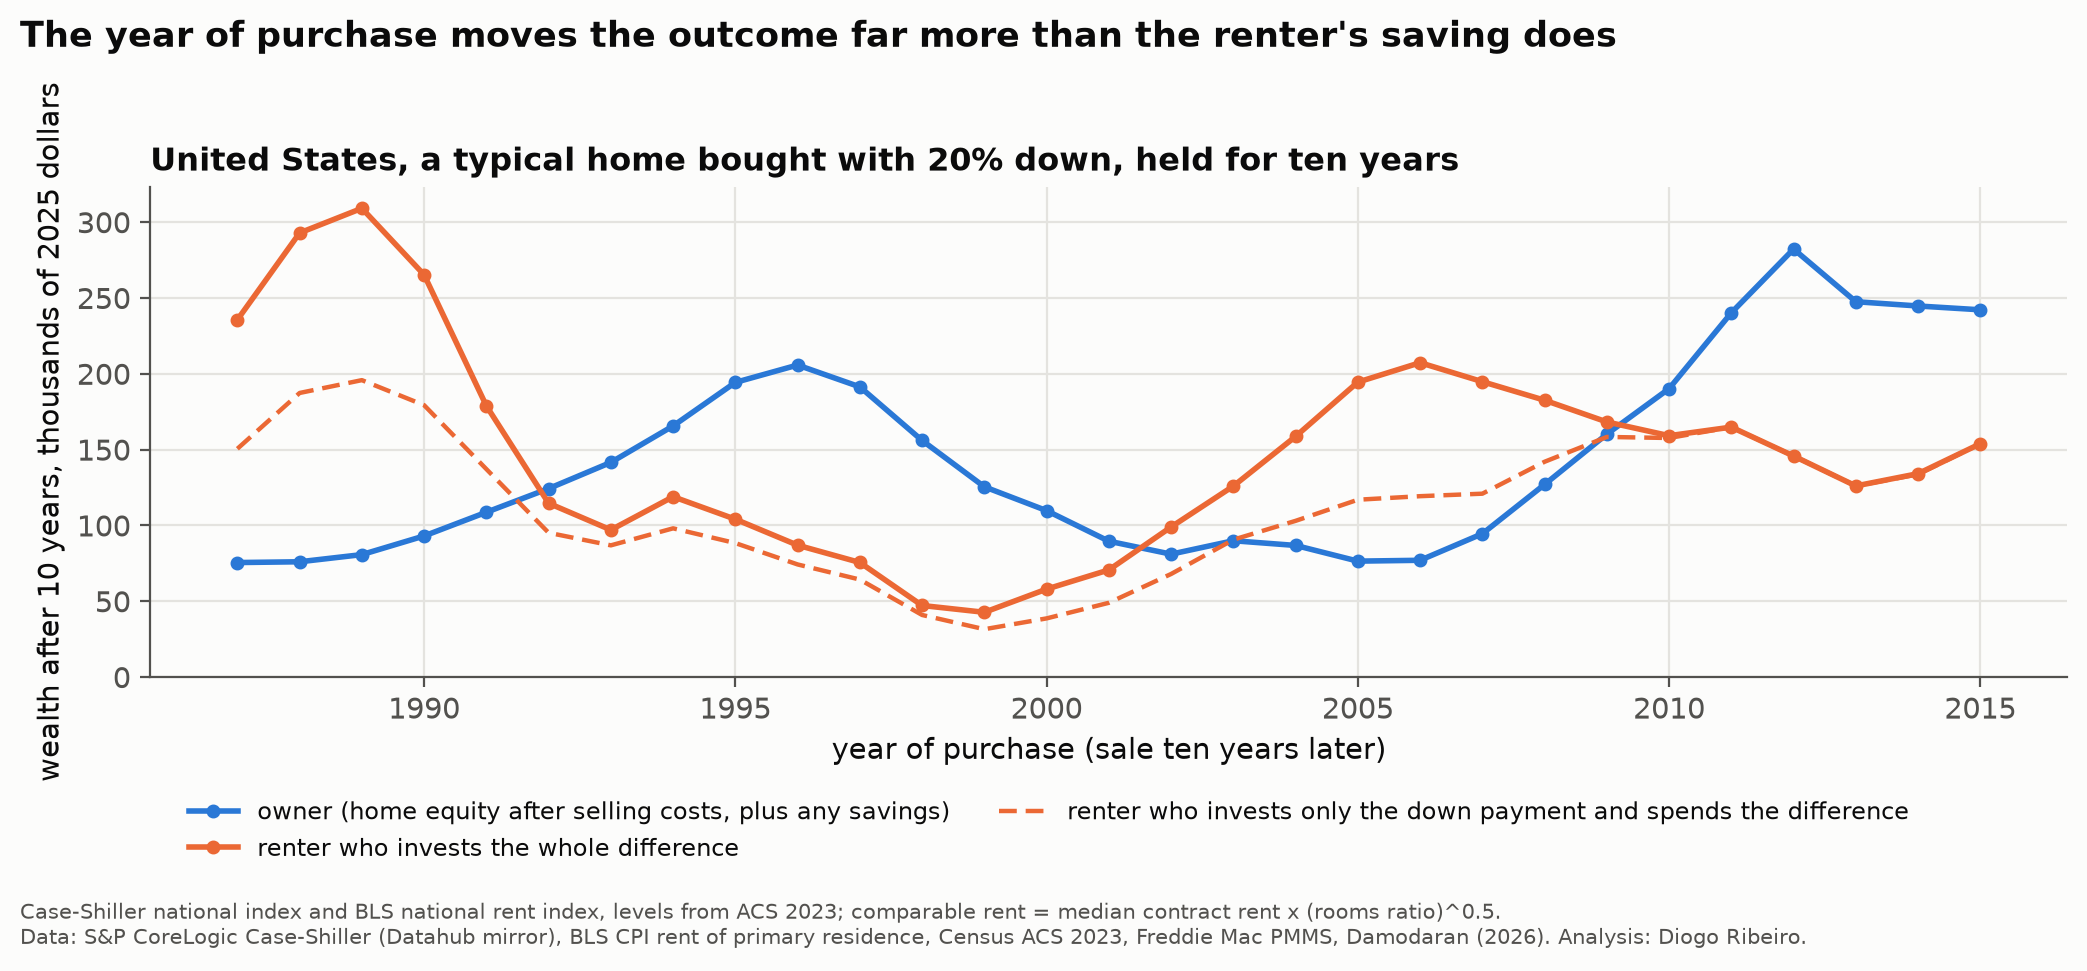 The year of purchase moves the outcome far more than the renter's saving does
United States, a typical home bought with 20% down, held for ten years
wealth after 10 years, thousands of 2025 dollars
300
250
200
150
100
50
0
1990 1995 2000 2005 2010 2015
year of purchase (sale ten years later)
owner (home equity after selling costs, plus any savings)
renter who invests the whole difference
renter who invests only the down payment and spends the difference
Case-Shiller national index and BLS national rent index, levels from ACS 2023; comparable rent = median contract rent x (rooms ratio)^0.5.
Data: S&P CoreLogic Case-Shiller (Datahub mirror), BLS CPI rent of primary residence, Census ACS 2023, Freddie Mac PMMS, Damodaran (2026). Analysis: Diogo Ribeiro.